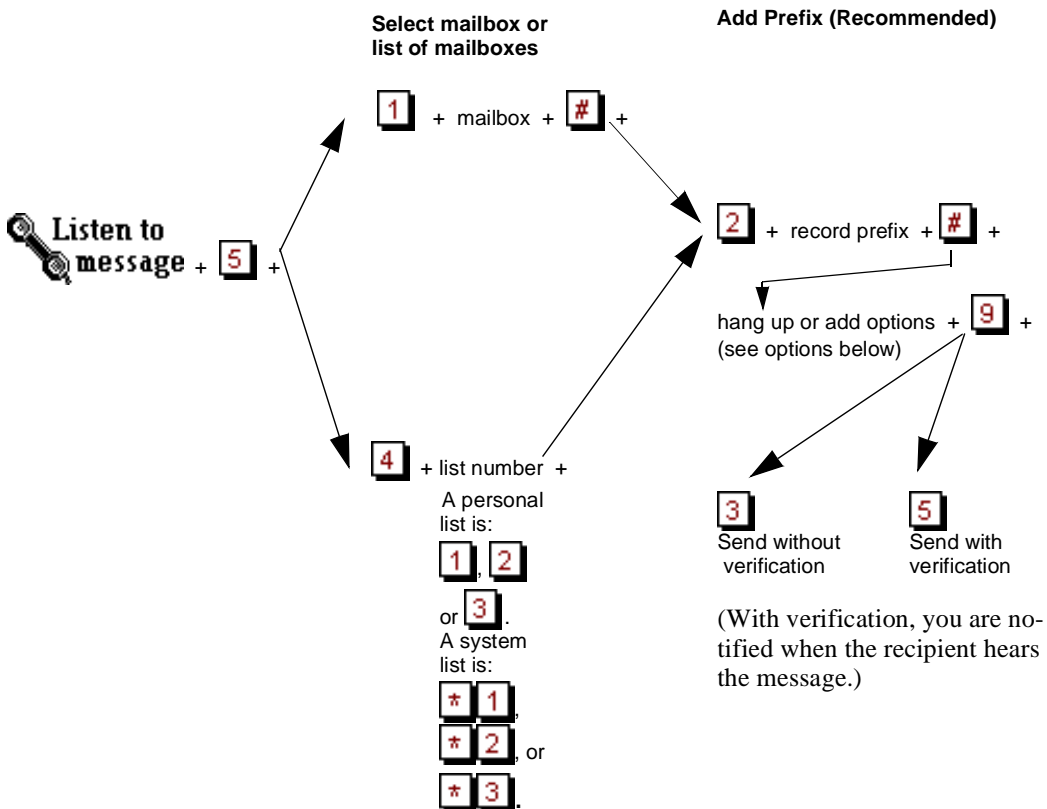 Select mailbox or
list of mailboxes
Add Prefix (Recommended)
1 + mailbox + # +
Listen to
message + 5 +
2 + record prefix + # +
hang up or add options + 9 +
(see options below)
4 + list number +
A personal
list is:
1, 2
or 3.
A system
list is:
* 1,
* 2, or
* 3.
3
Send without
verification
5
Send with
verification
(With verification, you are no-
tified when the recipient hears
the message.)